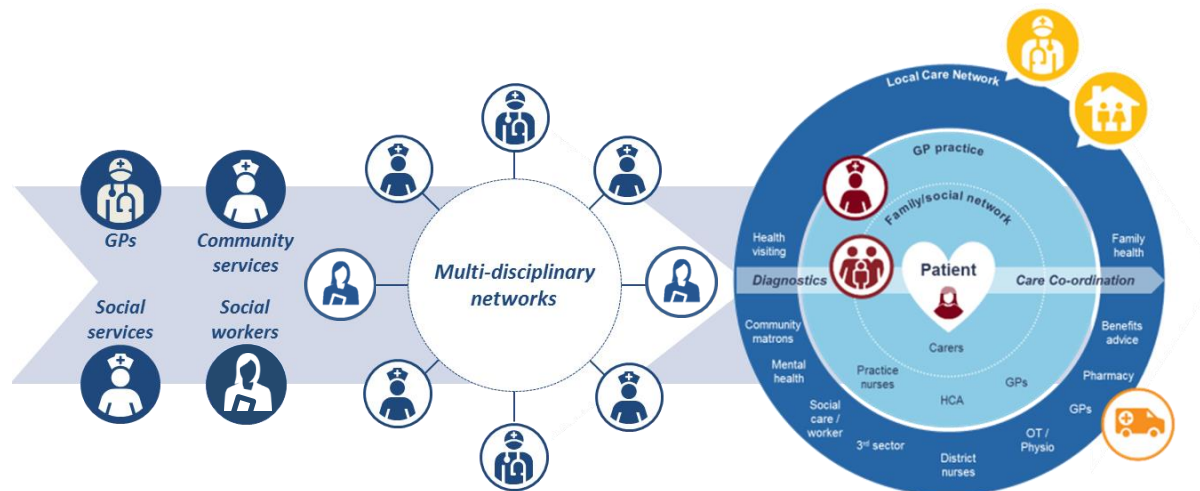 GPs
Community
services
Social
services
Social
workers
Multi-disciplinary
networks
Local Care Network
GP practice
Family/social network
Patient
Carers
Practice
nurses
HCA
GPs
Diagnostics
Care Co-ordination
Health
visiting
Community
matrons
Mental
health
Social
care /
worker
3rd sector
District
nurses
OT /
Physio
GPs
Pharmacy
Benefits
advice
Family
health